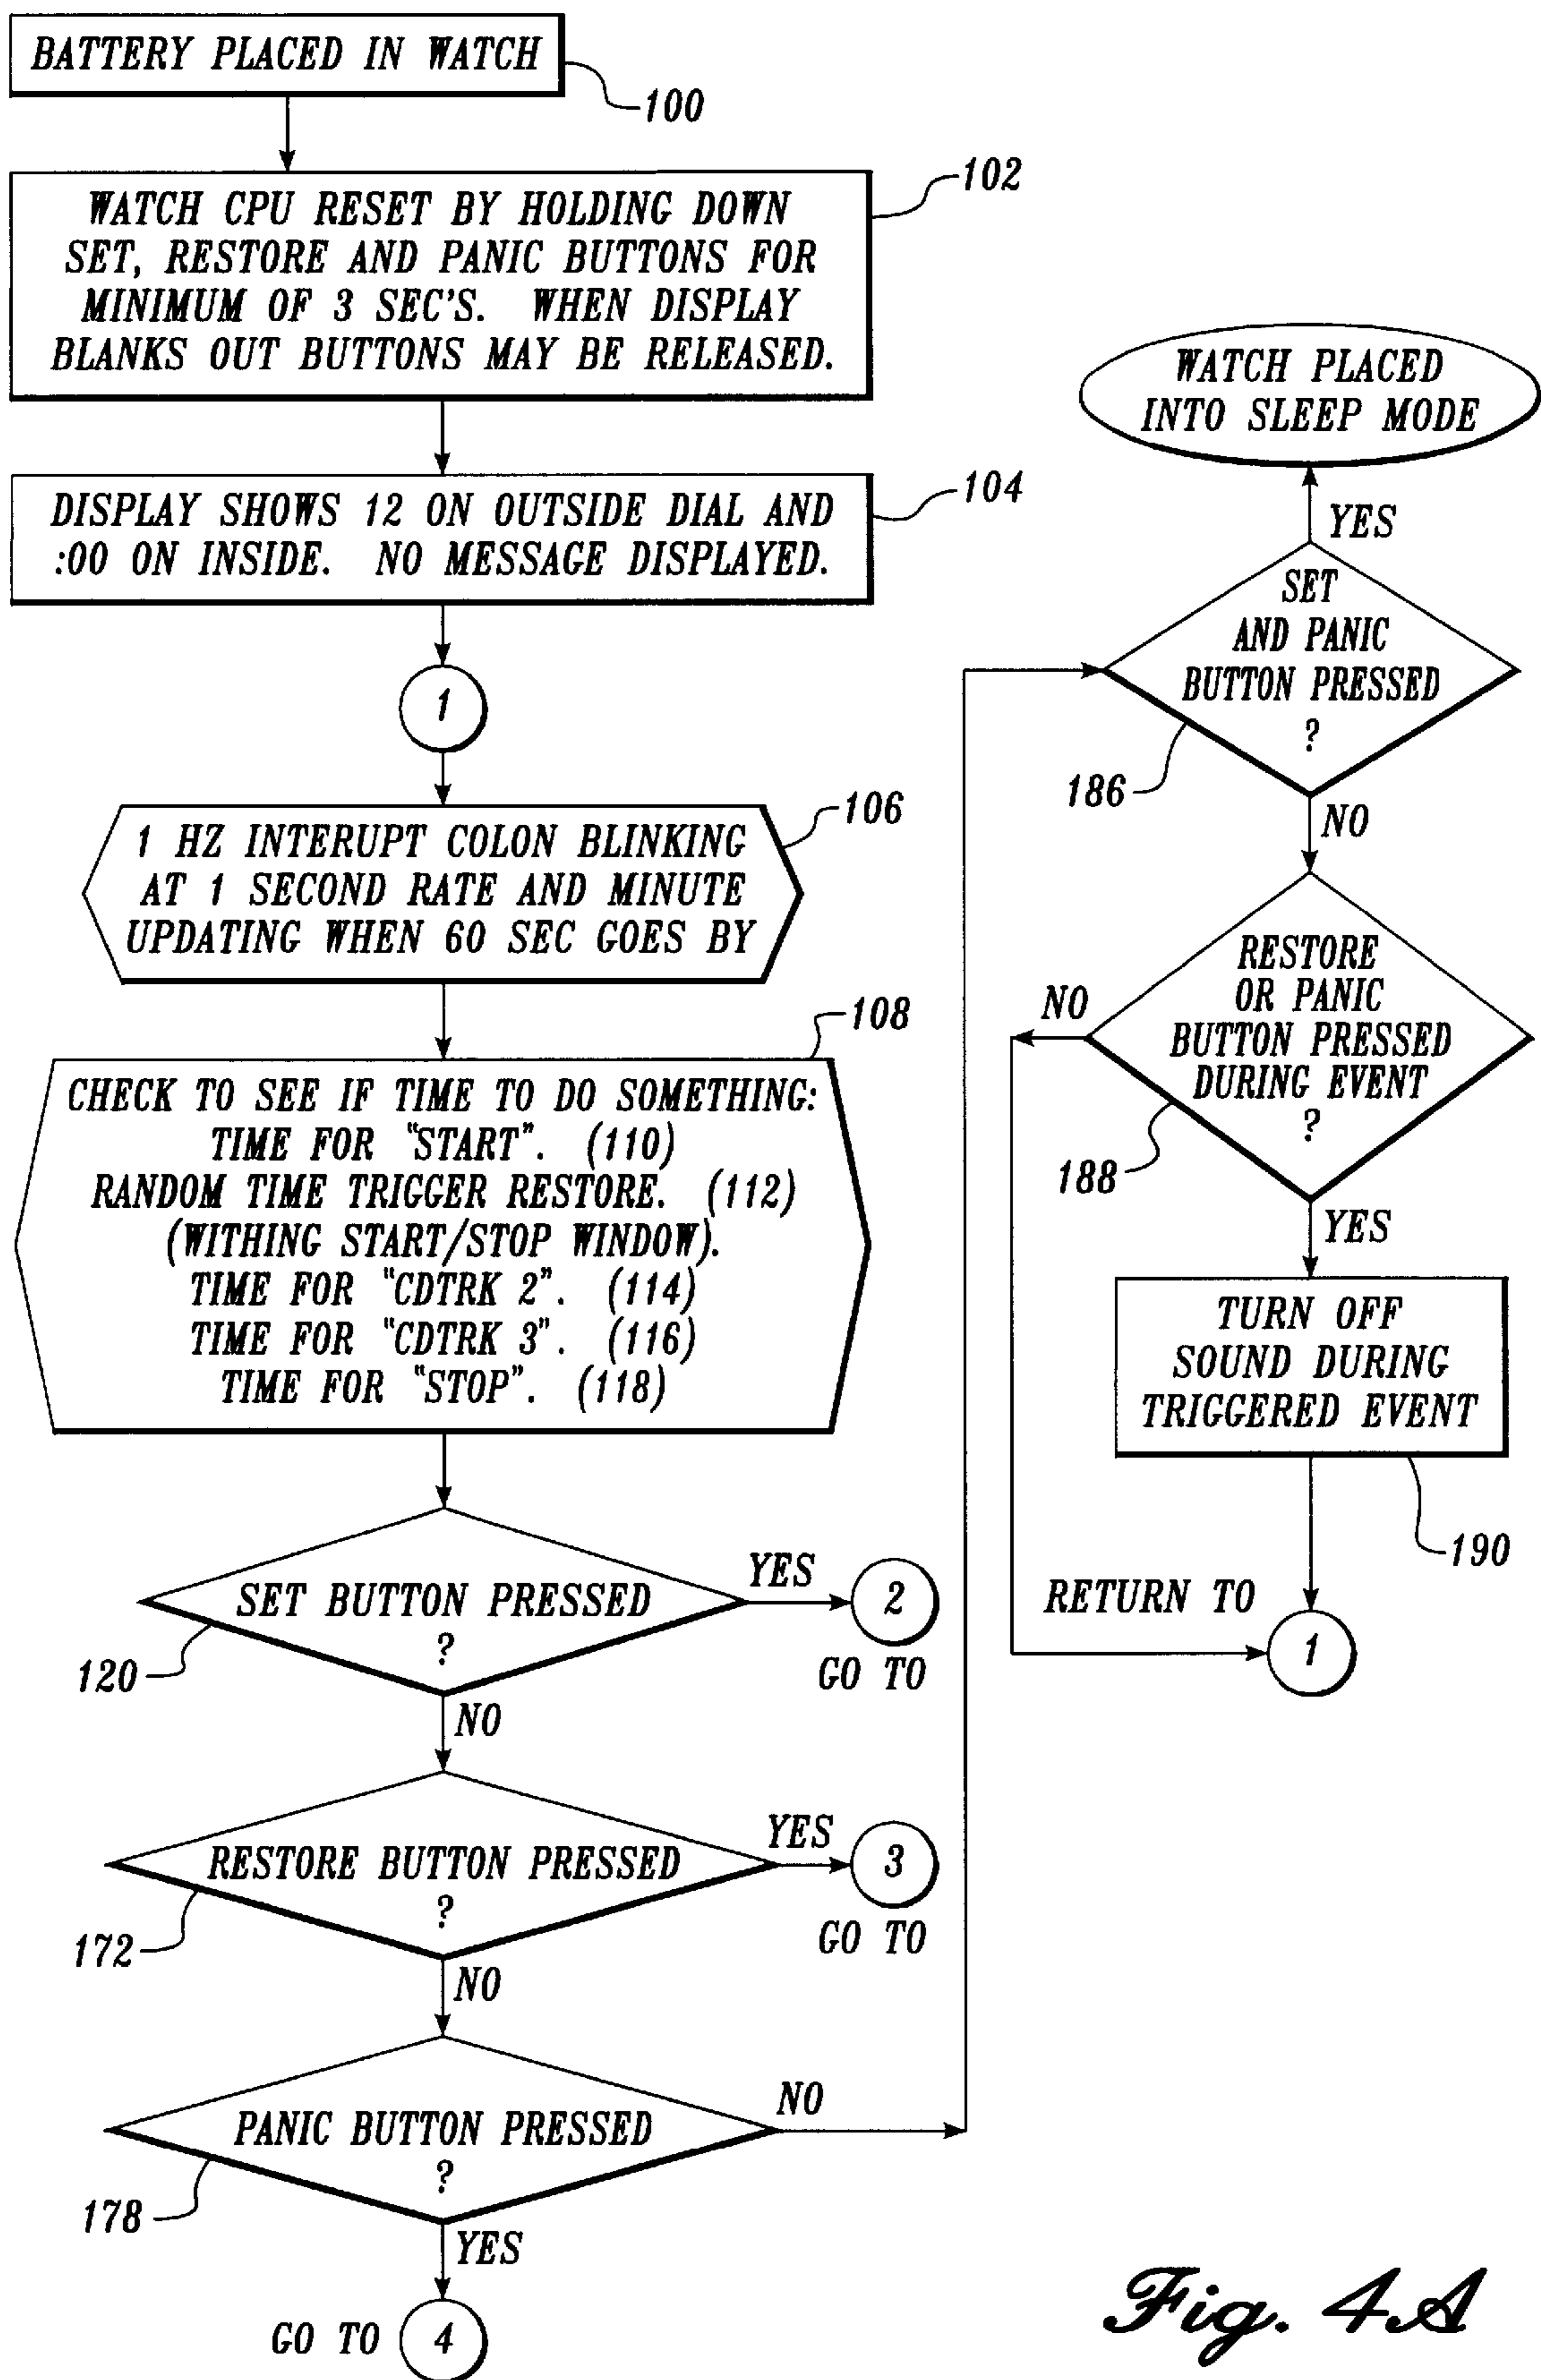 BATTERY PLACED IN WATCH
100
WATCH CPU RESET BY HOLDING DOWN
SET, RESTORE AND PANIC BUTTONS FOR
MINIMUM OF 3 SEC'S. WHEN DISPLAY
BLANKS OUT BUTTONS MAY BE RELEASED.
102
DISPLAY SHOWS 12 ON OUTSIDE DIAL AND
:00 ON INSIDE. NO MESSAGE DISPLAYED.
104
1
1 HZ INTERUPT COLON BLINKING
AT 1 SECOND RATE AND MINUTE
UPDATING WHEN 60 SEC GOES BY
106
CHECK TO SEE IF TIME TO DO SOMETHING:
TIME FOR "START". (110)
RANDOM TIME TRIGGER RESTORE. (112)
(WITHING START/STOP WINDOW).
TIME FOR "CDTRK 2". (114)
TIME FOR "CDTRK 3". (116)
TIME FOR "STOP". (118)
108
SET BUTTON PRESSED
?
120
YES
2
GO TO
NO
RESTORE BUTTON PRESSED
?
172
YES
3
GO TO
NO
PANIC BUTTON PRESSED
?
178
NO
YES
GO TO
4
WATCH PLACED
INTO SLEEP MODE
YES
SET
AND PANIC
BUTTON PRESSED
?
186
NO
RESTORE
OR PANIC
BUTTON PRESSED
DURING EVENT
?
188
NO
YES
TURN OFF
SOUND DURING
TRIGGERED EVENT
190
RETURN TO
1
Fig. 4A